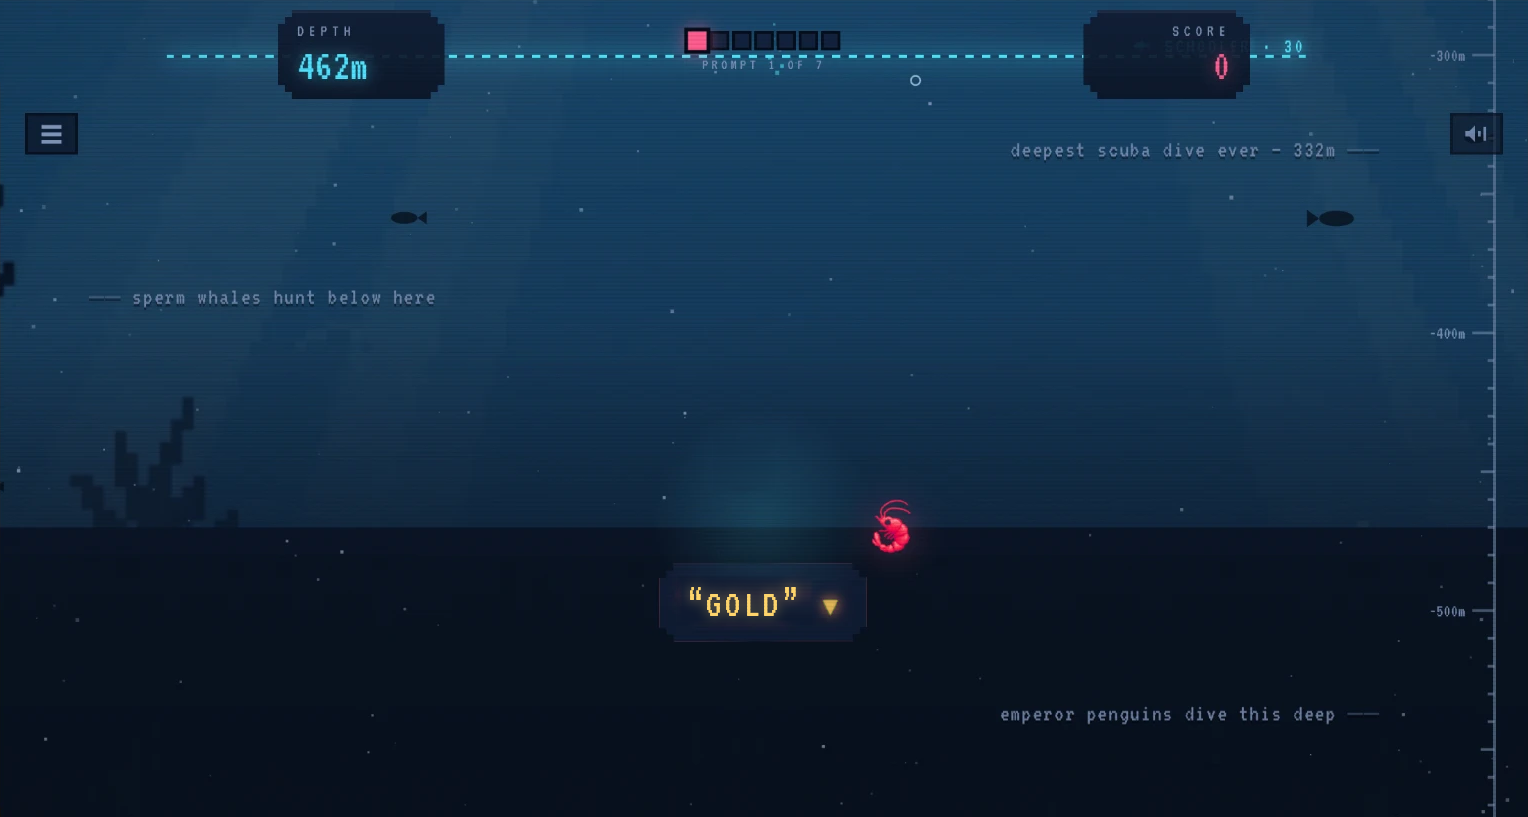 DEPTH
462m
PROMPT 1 OF 7
SCORE
0
SCHOOLER · 30
-300m
deepest scuba dive ever — 332m
sperm whales hunt below here
-400m
“GOLD” ▼
-500m
emperor penguins dive this deep